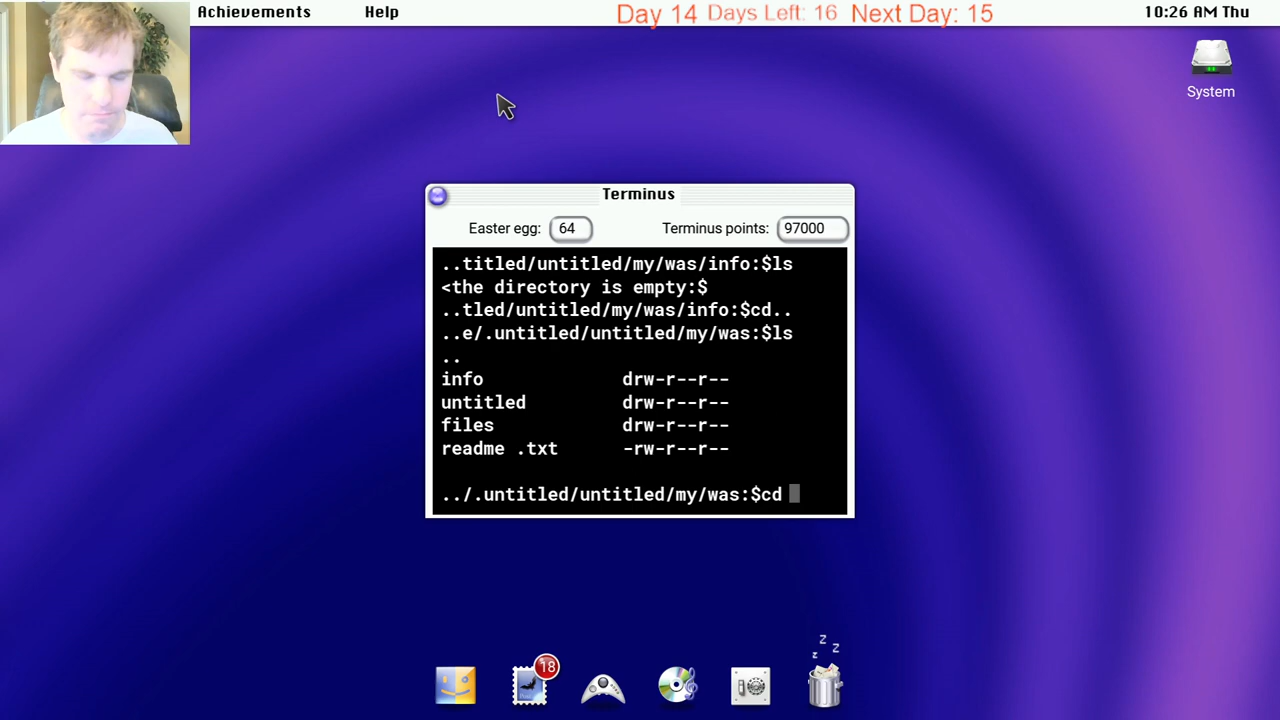 Achievements Help Day 14 Days Left: 16 Next Day: 15 10:26 AM Thu
System
Terminus
Easter egg: 64 Terminus points: 97000
..titled/untitled/my/was/info:$ls
<the directory is empty:$
..tled/untitled/my/was/info:$cd..
..e/.untitled/untitled/my/was:$ls
..
info drw-r--r--
untitled drw-r--r--
files drw-r--r--
readme .txt -rw-r--r--
../.untitled/untitled/my/was:$cd
z z
z
18